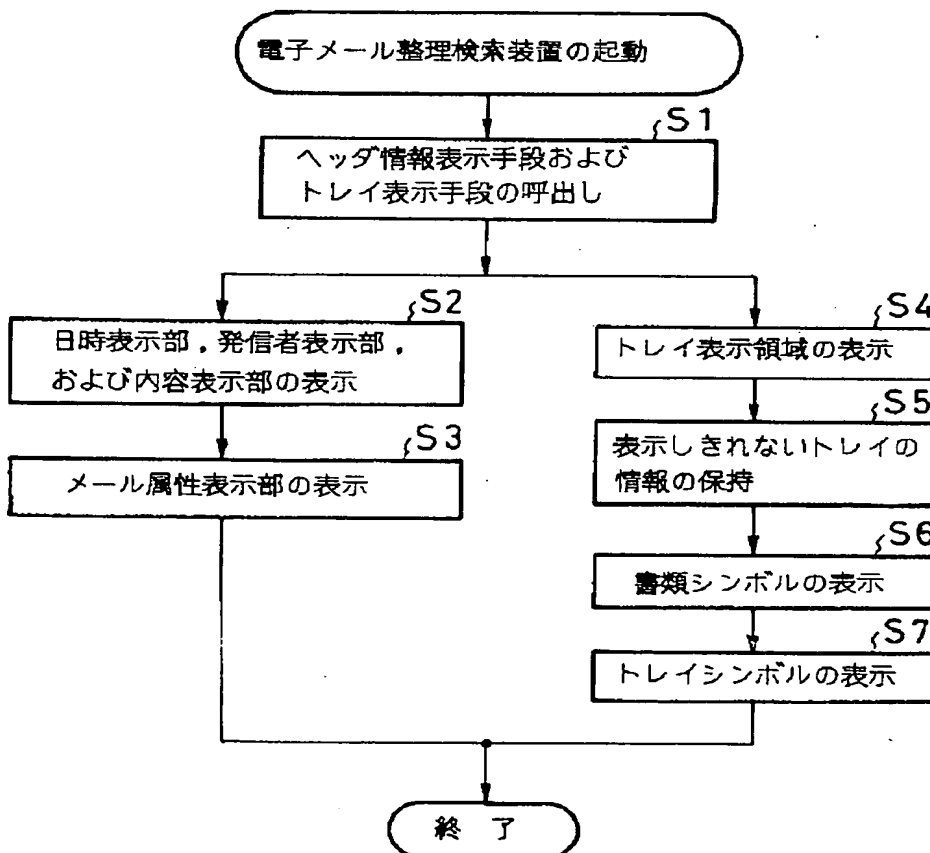 電子メール整理検索装置の起動
S1
ヘッダ情報表示手段および
トレイ表示手段の呼出し
S2
日時表示部，発信者表示部，
および内容表示部の表示
S3
メール属性表示部の表示
S4
トレイ表示領域の表示
S5
表示しきれないトレイの
情報の保持
S6
書類シンボルの表示
S7
トレイシンボルの表示
終 了